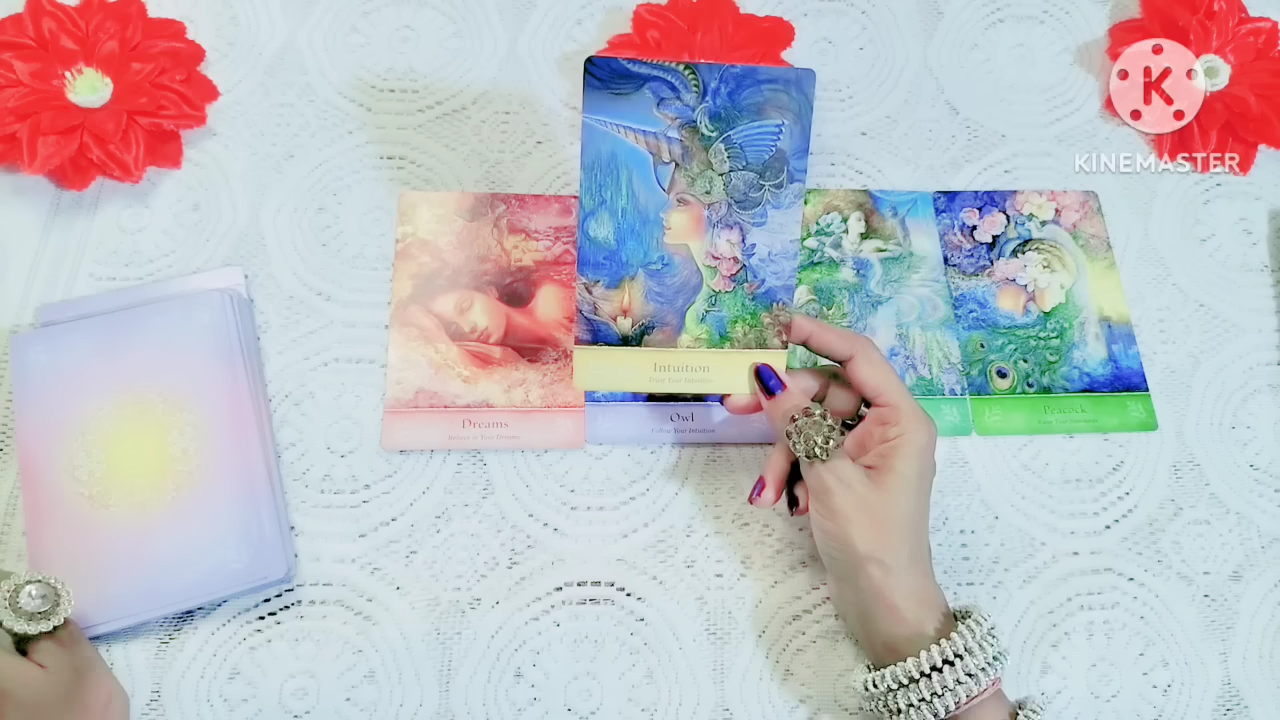 K
KINEMASTER
Intuition
Trust Your Intuition
Dreams
Believe in Your Dreams
Owl
Follow Your Intuition
Peacock